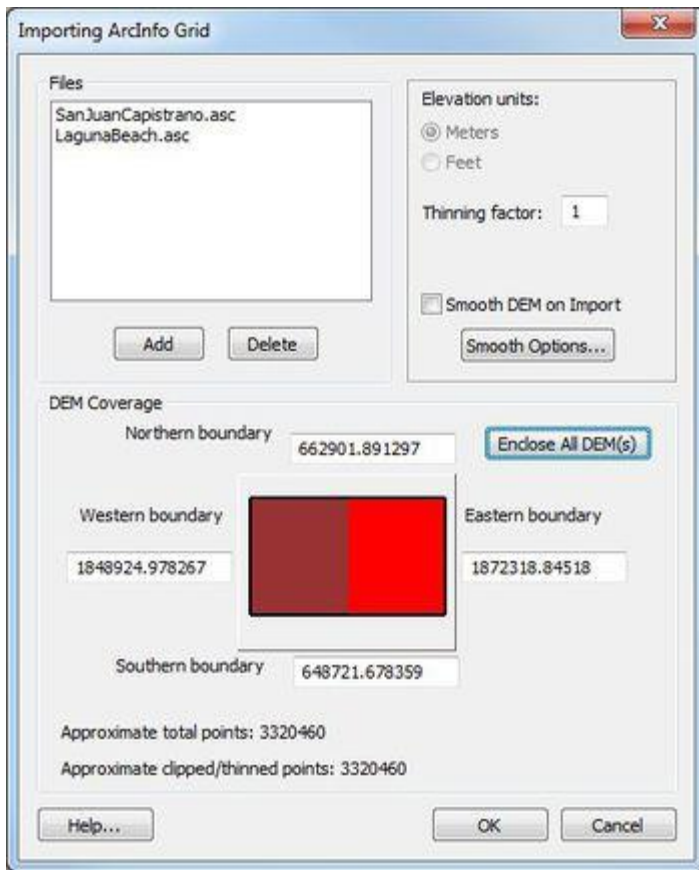 Importing ArcInfo Grid
Files
SanJuanCapistrano.asc
LagunaBeach.asc
Add
Delete
Elevation units:
Meters
Feet
Thinning factor: 1
Smooth DEM on Import
Smooth Options...
DEM Coverage
Northern boundary
662901.891297
Enclose All DEM(s)
Western boundary
Eastern boundary
1848924.978267
1872318.84518
Southern boundary
648721.678359
Approximate total points: 3320460
Approximate clipped/thinned points: 3320460
Help...
OK
Cancel